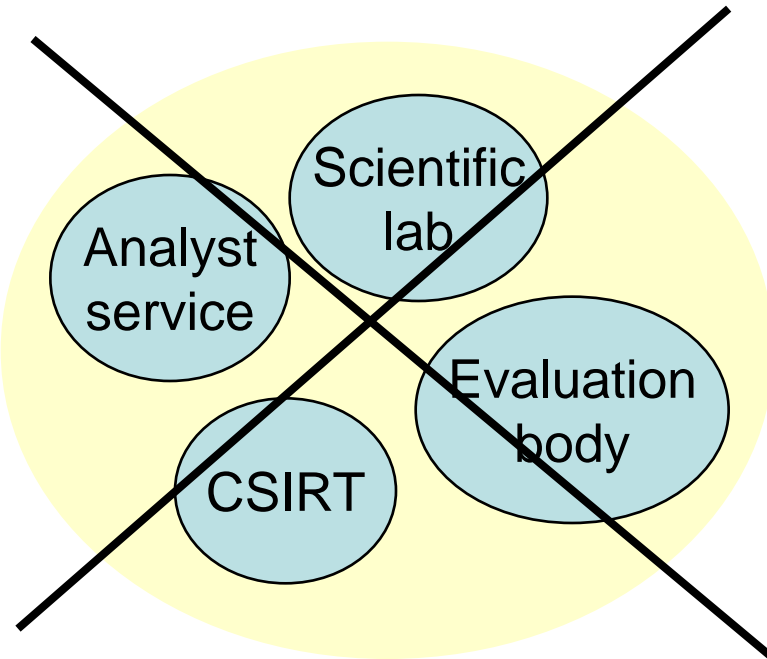 Scientific
lab
Analyst
service
Evaluation
body
CSIRT